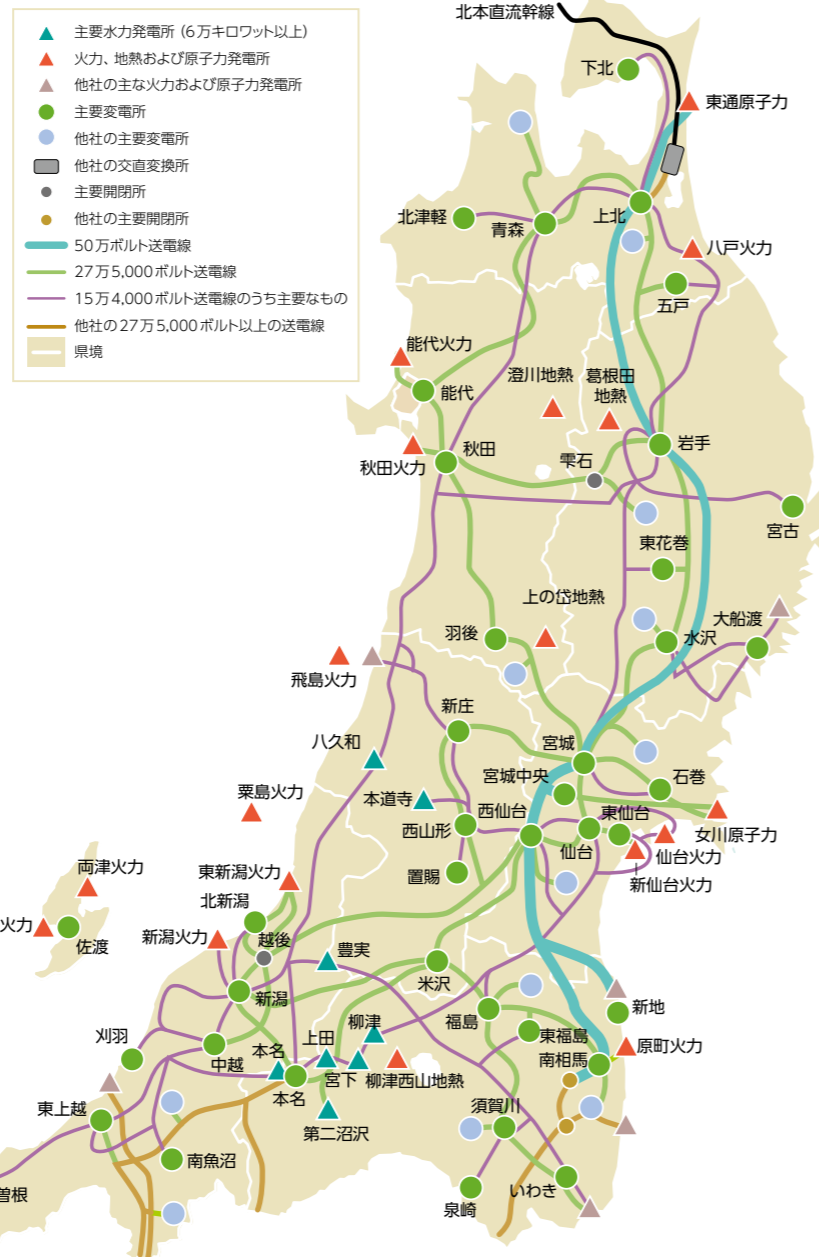 主要水力発電所(6万キロワット以上)
火力、地熱および原子力発電所
他社の主な火力および原子力発電所
主要変電所
他社の主要変電所
他社の交直変換所
主要開閉所
他社の主要開閉所
50万ボルト送電線
27万5,000ボルト送電線
15万4,000ボルト送電線のうち主要なもの
他社の27万5,000ボルト以上の送電線
県境
北本直流幹線
下北
東通原子力
北津軽
青森
上北
八戸火力
五戸
能代火力
能代
澄川地熱
葛根田
地熱
秋田
秋田火力
雫石
岩手
宮古
東花巻
上の岱地熱
大船渡
羽後
水沢
飛島火力
新庄
八久和
宮城
宮城中央
石巻
粟島火力
本道寺
西仙台
東仙台
西山形
仙台
女川原子力
仙台火力
新仙台火力
両津火力
東新潟火力
置賜
北新潟
火力
佐渡
新潟火力
越後
豊実
米沢
新潟
福島
新地
刈羽
中越
本名
上田
柳津
東福島
南相馬
原町火力
本名
宮下
柳津西山地熱
東上越
第二沼沢
須賀川
南魚沼
曽根
泉崎
いわき